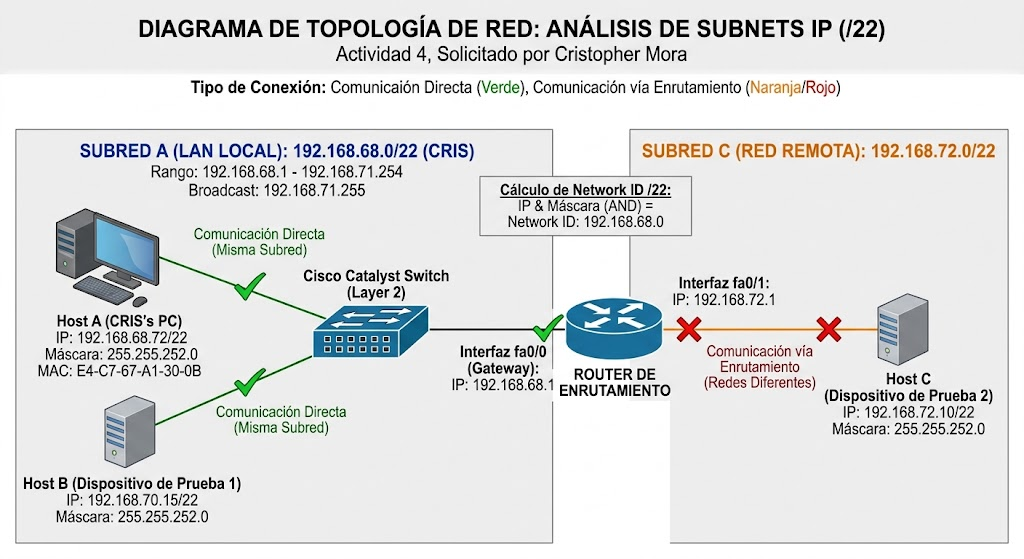 DIAGRAMA DE TOPOLOGÍA DE RED: ANÁLISIS DE SUBNETS IP (/22)
Actividad 4, Solicitado por Cristopher Mora
Tipo de Conexión: Comunicaión Directa (Verde), Comunicación vía Enrutamiento (Naranja/Rojo)
SUBRED A (LAN LOCAL): 192.168.68.0/22 (CRIS)
Rango: 192.168.68.1 - 192.168.71.254
Broadcast: 192.168.71.255
SUBRED C (RED REMOTA): 192.168.72.0/22
Cálculo de Network ID /22:
IP & Máscara (AND) =
Network ID: 192.168.68.0
Comunicación Directa
(Misma Subred)
Cisco Catalyst Switch
(Layer 2)
Host A (CRIS's PC)
IP: 192.168.68.72/22
Máscara: 255.255.252.0
MAC: E4-C7-67-A1-30-0B
Comunicación Directa
(Misma Subred)
Host B (Dispositivo de Prueba 1)
IP: 192.168.70.15/22
Máscara: 255.255.252.0
Interfaz fa0/0
(Gateway):
IP: 192.168.68.1
ROUTER DE
ENRUTAMIENTO
Interfaz fa0/1:
IP: 192.168.72.1
Comunicación vía
Enrutamiento
(Redes Diferentes)
Host C
(Dispositivo de Prueba 2)
IP: 192.168.72.10/22
Máscara: 255.255.252.0